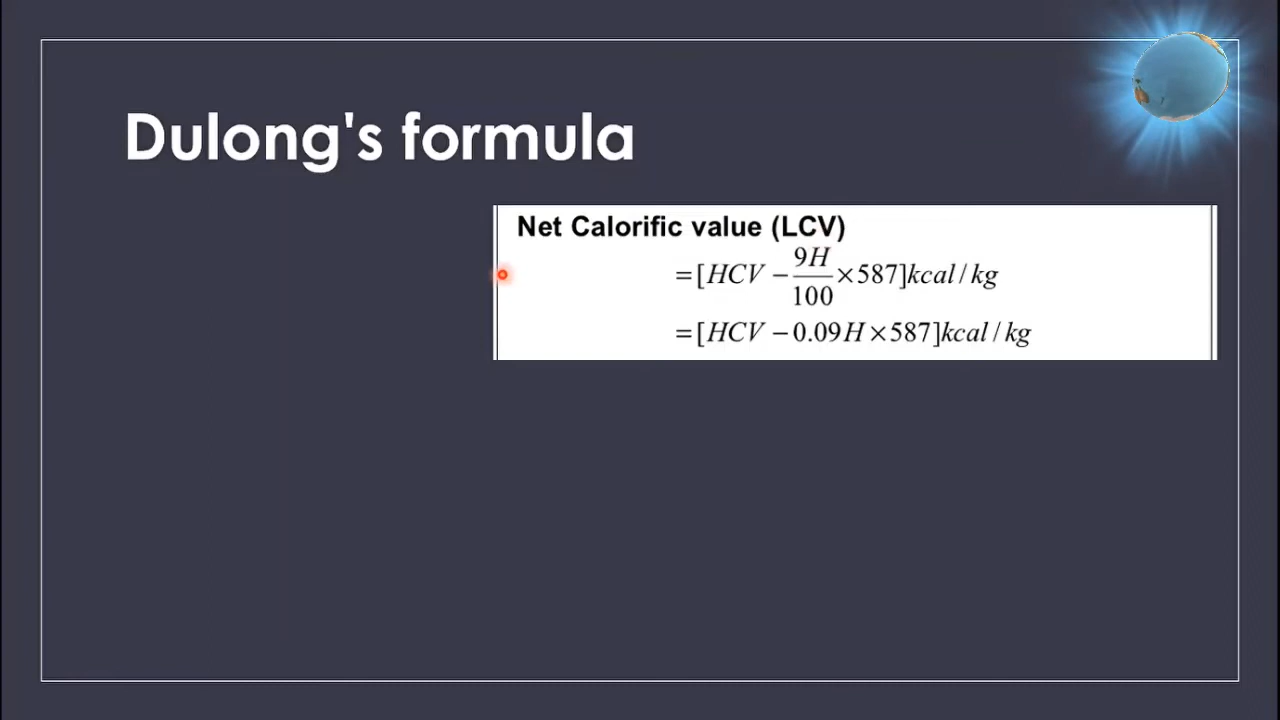 Dulong's formula
Net Calorific value (LCV)
=[HCV − 9H/100 ×587]kcal / kg
=[HCV − 0.09H ×587]kcal / kg